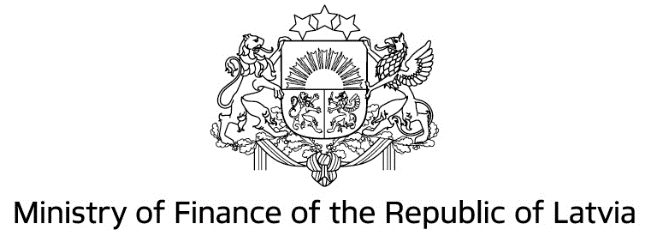 Ministry of Finance of the Republic of Latvia